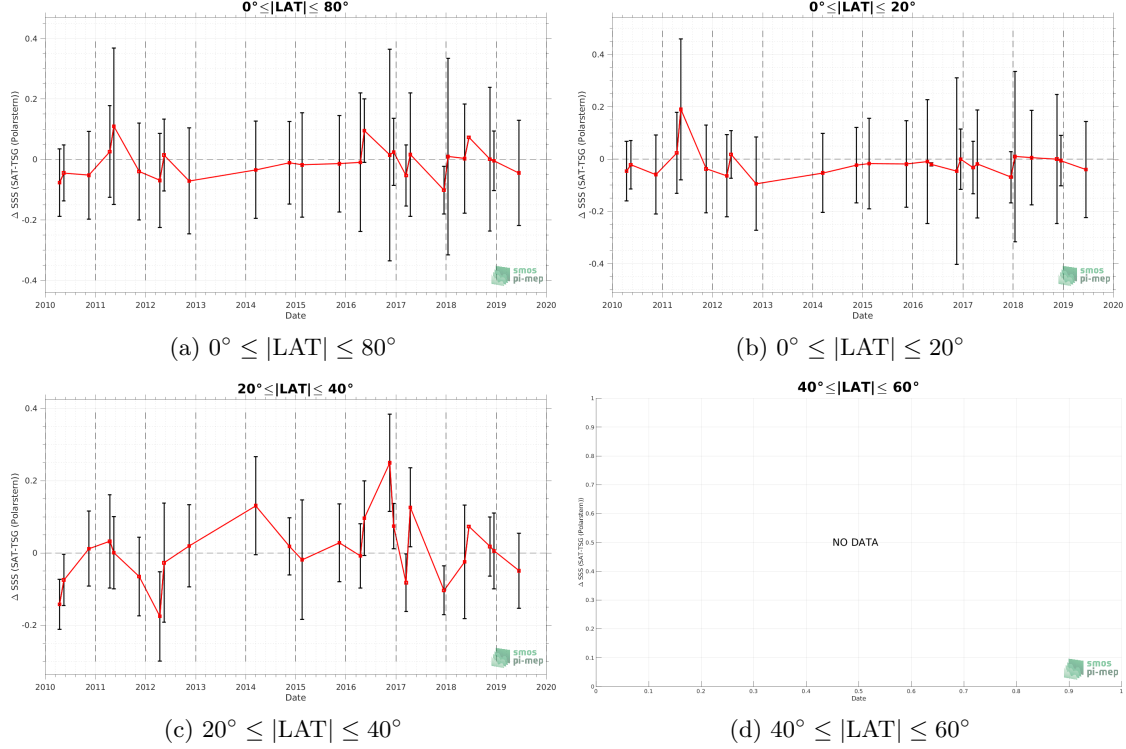 0°≤|LAT|≤ 80°
Δ SSS (SAT-TSG (Polarstern))
0.4
0.2
0
-0.2
-0.4
2010 2011 2012 2013 2014 2015 2016 2017 2018 2019 2020
Date
smos
pi-mep
(a) 0° ≤ |LAT| ≤ 80°
0°≤|LAT|≤ 20°
Δ SSS (SAT-TSG (Polarstern))
0.4
0.2
0
-0.2
-0.4
2010 2011 2012 2013 2014 2015 2016 2017 2018 2019 2020
Date
smos
pi-mep
(b) 0° ≤ |LAT| ≤ 20°
20°≤|LAT|≤ 40°
Δ SSS (SAT-TSG (Polarstern))
0.4
0.2
0
-0.2
2010 2011 2012 2013 2014 2015 2016 2017 2018 2019 2020
Date
smos
pi-mep
(c) 20° ≤ |LAT| ≤ 40°
40°≤|LAT|≤ 60°
Δ SSS (SAT-TSG (Polarstern))
1
0.9
0.8
0.7
0.6
0.5
0.4
0.3
0.2
0.1
0
NO DATA
0 0.1 0.2 0.3 0.4 0.5 0.6 0.7 0.8 0.9 1
Date
smos
pi-mep
(d) 40° ≤ |LAT| ≤ 60°